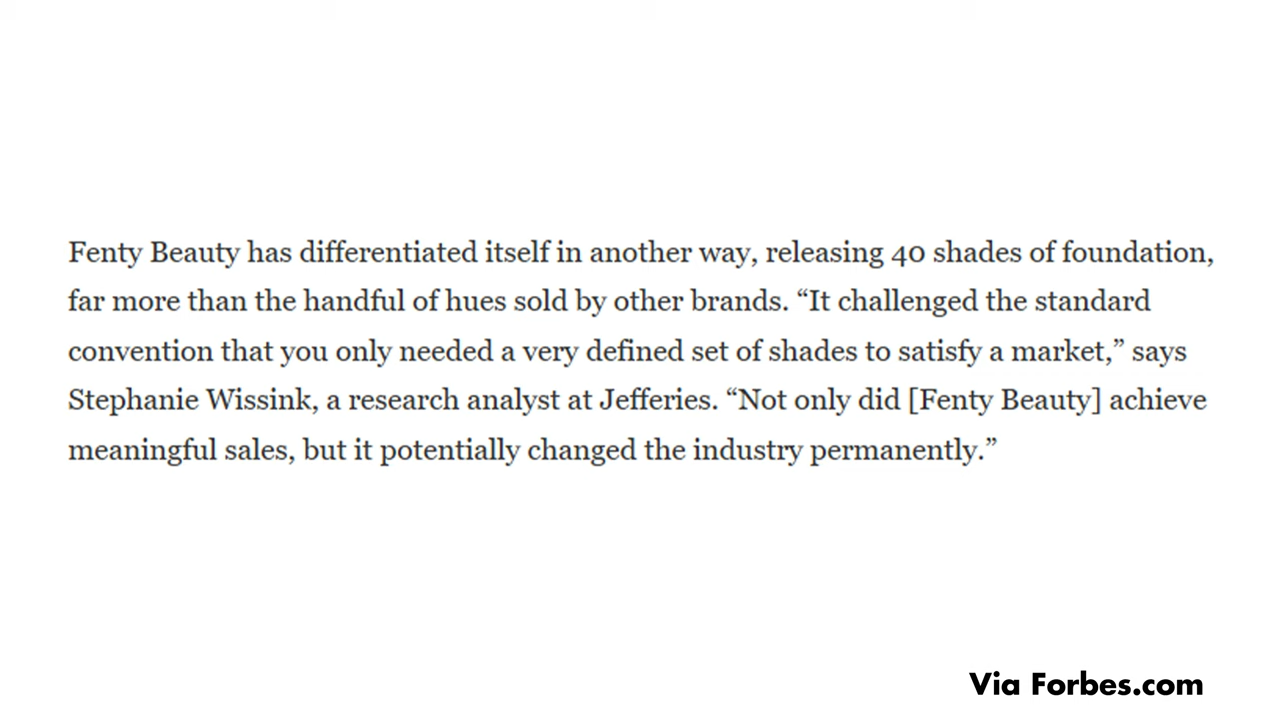 Fenty Beauty has differentiated itself in another way, releasing 40 shades of foundation,
far more than the handful of hues sold by other brands. “It challenged the standard
convention that you only needed a very defined set of shades to satisfy a market,” says
Stephanie Wissink, a research analyst at Jefferies. “Not only did [Fenty Beauty] achieve
meaningful sales, but it potentially changed the industry permanently.”
Via Forbes.com